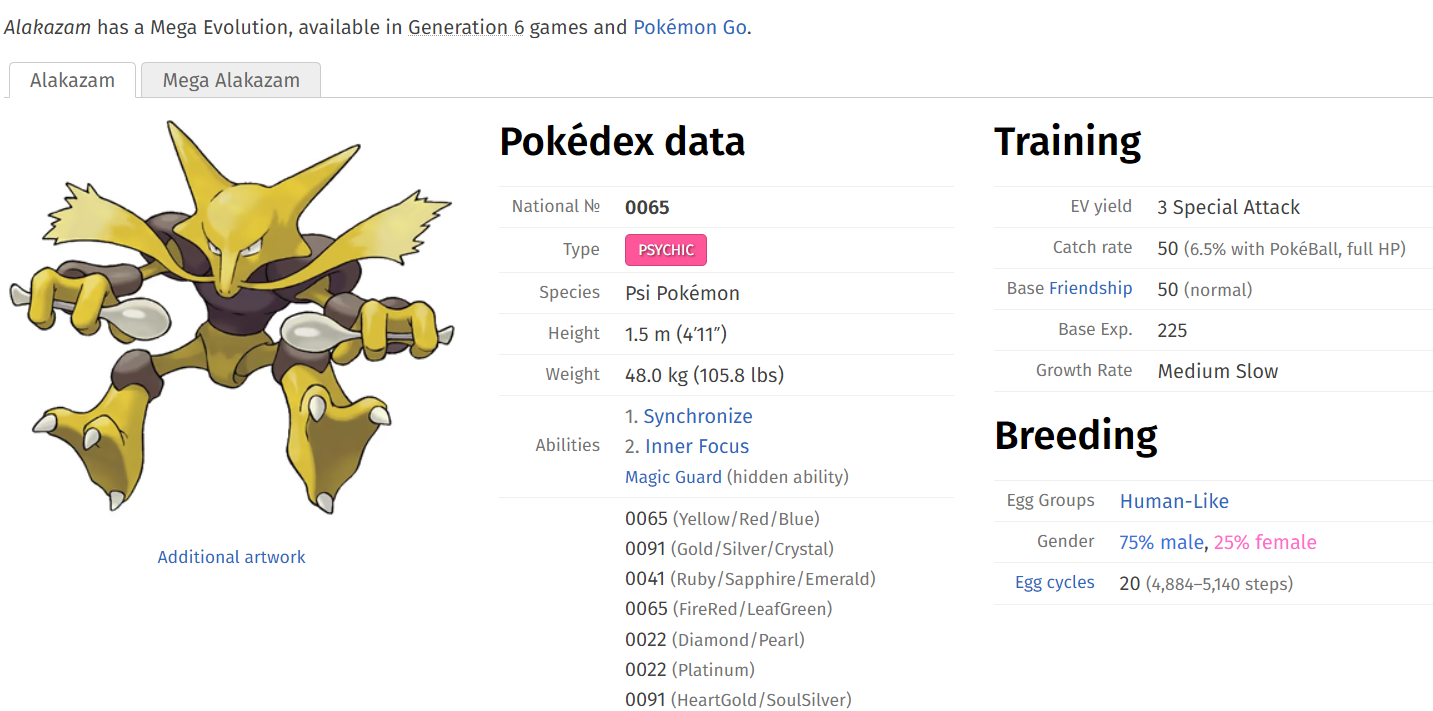 Alakazam has a Mega Evolution, available in Generation 6 games and Pokémon Go.
Alakazam
Mega Alakazam
Additional artwork
Pokédex data
National № 0065
Type PSYCHIC
Species Psi Pokémon
Height 1.5 m (4′11″)
Weight 48.0 kg (105.8 lbs)
Abilities
1. Synchronize
2. Inner Focus
Magic Guard (hidden ability)
0065 (Yellow/Red/Blue)
0091 (Gold/Silver/Crystal)
0041 (Ruby/Sapphire/Emerald)
0065 (FireRed/LeafGreen)
0022 (Diamond/Pearl)
0022 (Platinum)
0091 (HeartGold/SoulSilver)
Training
EV yield 3 Special Attack
Catch rate 50 (6.5% with PokéBall, full HP)
Base Friendship 50 (normal)
Base Exp. 225
Growth Rate Medium Slow
Breeding
Egg Groups Human-Like
Gender 75% male, 25% female
Egg cycles 20 (4,884–5,140 steps)